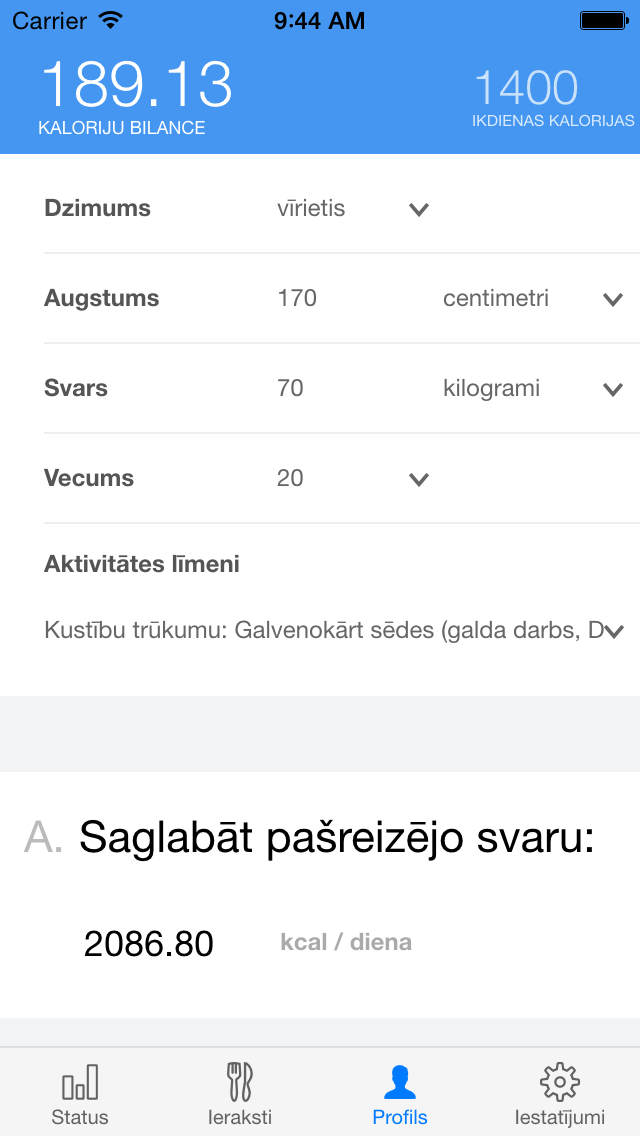 Carrier 9:44 AM
189.13 1400
KALORIJU BILANCE IKDIENAS KALORIJAS
Dzimums vīrietis
Augstums 170 centimetri
Svars 70 kilogrami
Vecums 20
Aktivitātes līmeni
Kustību trūkumu: Galvenokārt sēdes (galda darbs, D
A. Saglabāt pašreizējo svaru:
2086.80 kcal / diena
Status Ieraksti Profils Iestatījumi